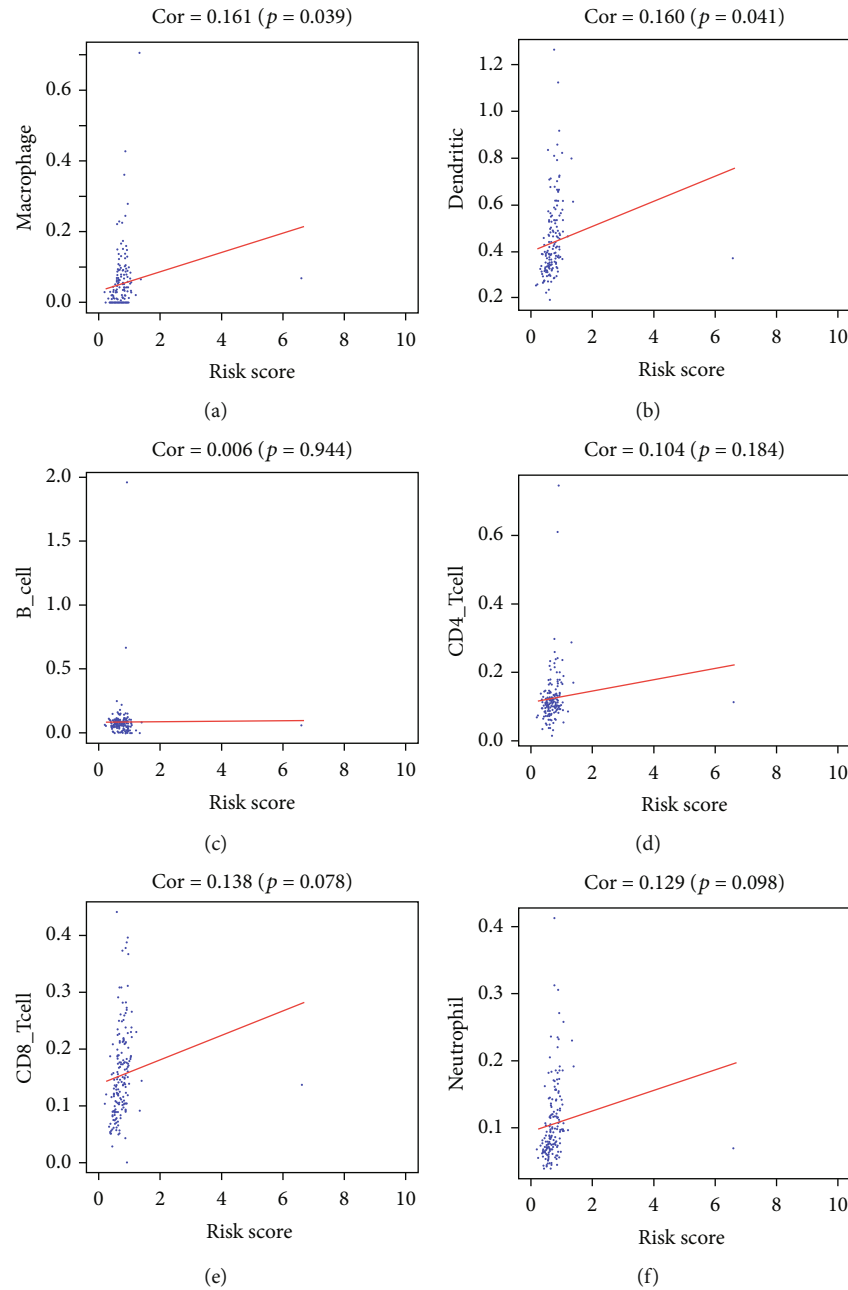 Cor = 0.161 (p = 0.039)
Macrophage
0.6
0.4
0.2
0.0
0 2 4 6 8 10
Risk score
(a)
Cor = 0.160 (p = 0.041)
Dendritic
1.2
1.0
0.8
0.6
0.4
0.2
0 2 4 6 8 10
Risk score
(b)
Cor = 0.006 (p = 0.944)
B_cell
2.0
1.5
1.0
0.5
0.0
0 2 4 6 8 10
Risk score
(c)
Cor = 0.104 (p = 0.184)
CD4_Tcell
0.6
0.4
0.2
0.0
0 2 4 6 8 10
Risk score
(d)
Cor = 0.138 (p = 0.078)
CD8_Tcell
0.4
0.3
0.2
0.1
0.0
0 2 4 6 8 10
Risk score
(e)
Cor = 0.129 (p = 0.098)
Neutrophil
0.4
0.3
0.2
0.1
0 2 4 6 8 10
Risk score
(f)